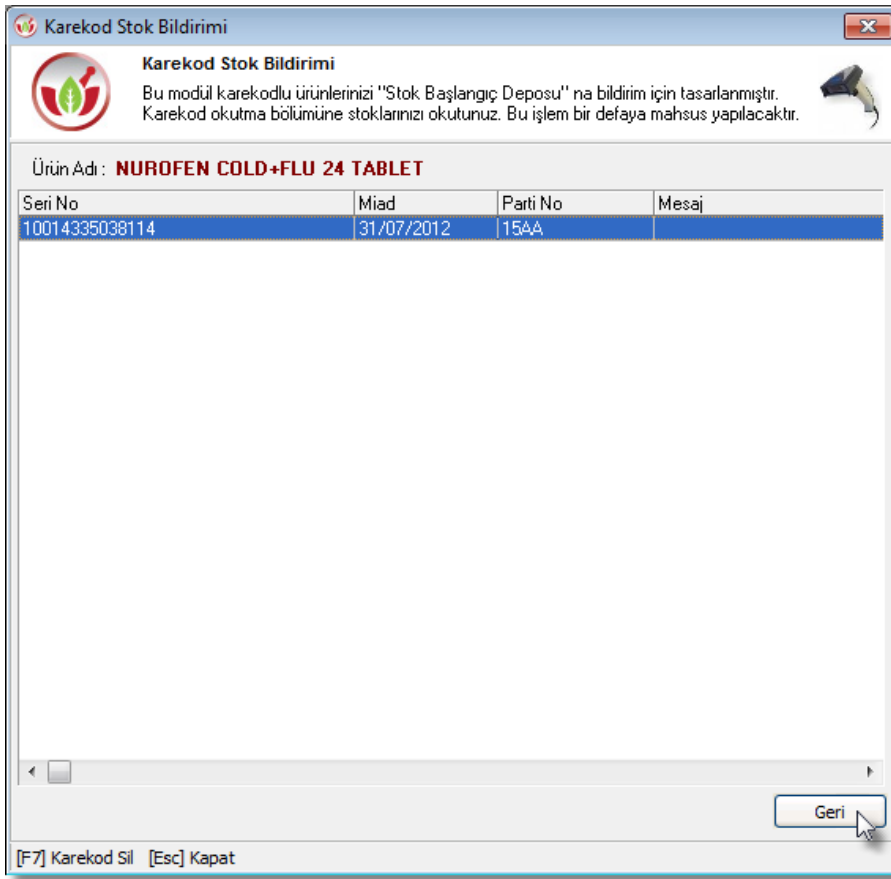 Karekod Stok Bildirimi
Karekod Stok Bildirimi
Bu modül karekodlu ürünlerinizi "Stok Başlangıç Deposu" na bildirim için tasarlanmıştır.
Karekod okutma bölümüne stoklarınızı okutunuz. Bu işlem bir defaya mahsus yapılacaktır.
Ürün Adı : NUROFEN COLD+FLU 24 TABLET
Seri No Miad Parti No Mesaj
10014335038114 31/07/2012 15AA
Geri
[F7] Karekod Sil [Esc] Kapat